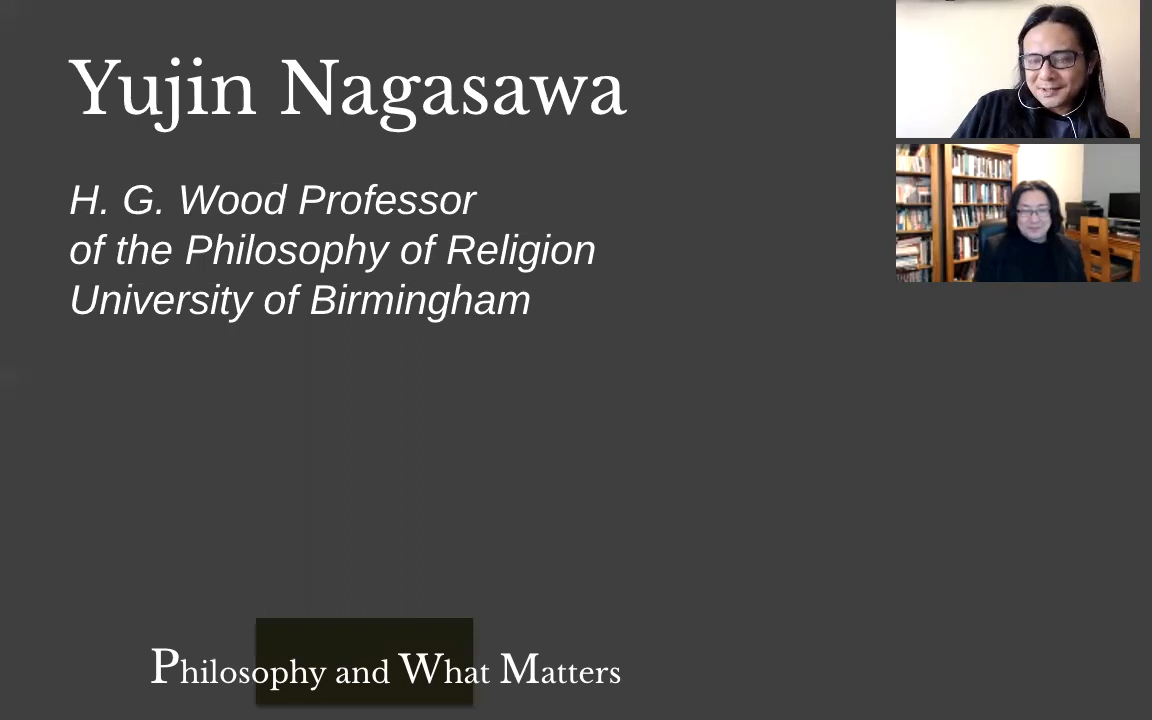 Yujin Nagasawa
H. G. Wood Professor
of the Philosophy of Religion
University of Birmingham
Philosophy and What Matters